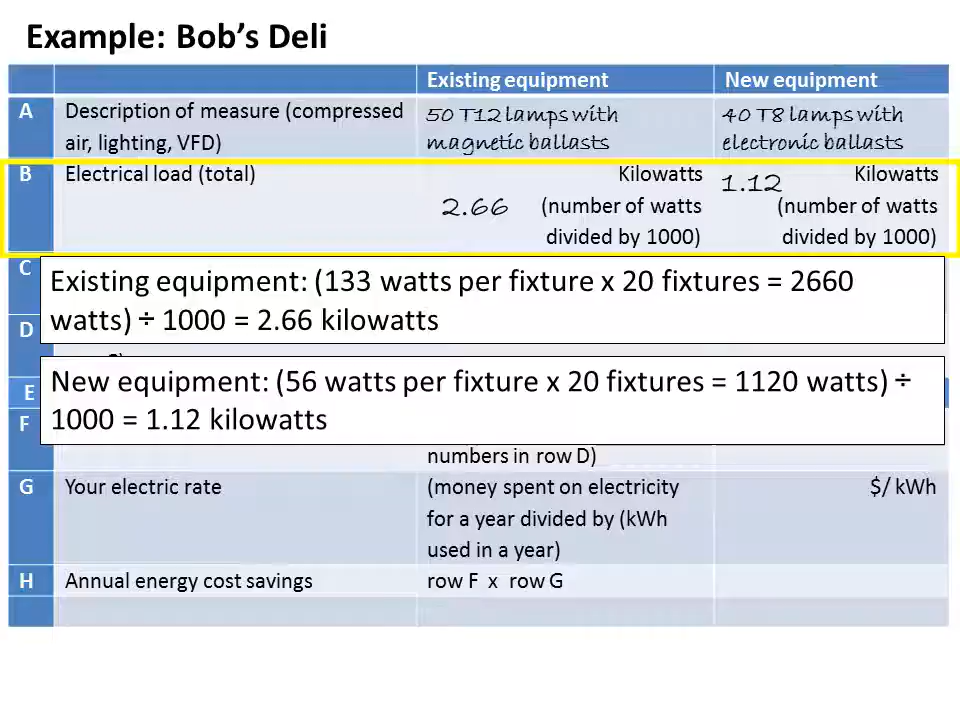 Example: Bob's Deli
Existing equipment New equipment
A Description of measure (compressed air, lighting, VFD) 50 T12 lamps with magnetic ballasts 40 T8 lamps with electronic ballasts
B Electrical load (total) 2.66 Kilowatts (number of watts divided by 1000) 1.12 Kilowatts (number of watts divided by 1000)
C
Existing equipment: (133 watts per fixture x 20 fixtures = 2660
watts) ÷ 1000 = 2.66 kilowatts
D
New equipment: (56 watts per fixture x 20 fixtures = 1120 watts) ÷
1000 = 1.12 kilowatts
E
F
numbers in row D)
G Your electric rate (money spent on electricity for a year divided by (kWh used in a year) $/ kWh
H Annual energy cost savings row F x row G